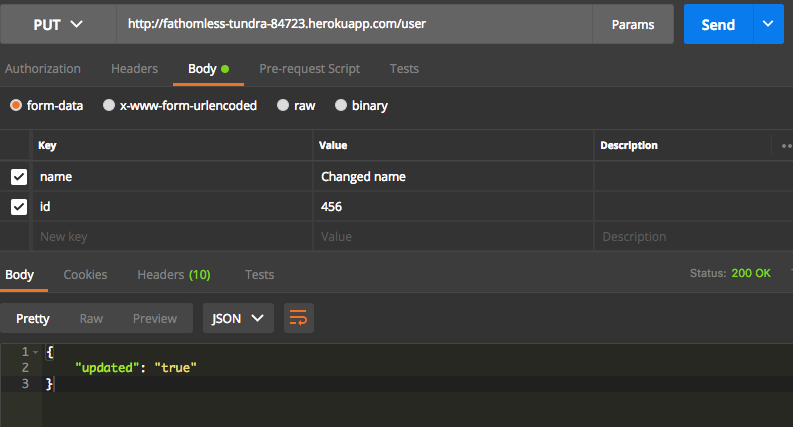 PUT http://fathomless-tundra-84723.herokuapp.com/user Params Send
Authorization Headers Body Pre-request Script Tests
form-data x-www-form-urlencoded raw binary
Key Value Description
name Changed name
id 456
New key Value Description
Body Cookies Headers (10) Tests Status: 200 OK
Pretty Raw Preview JSON
1 {
2 "updated": "true"
3 }